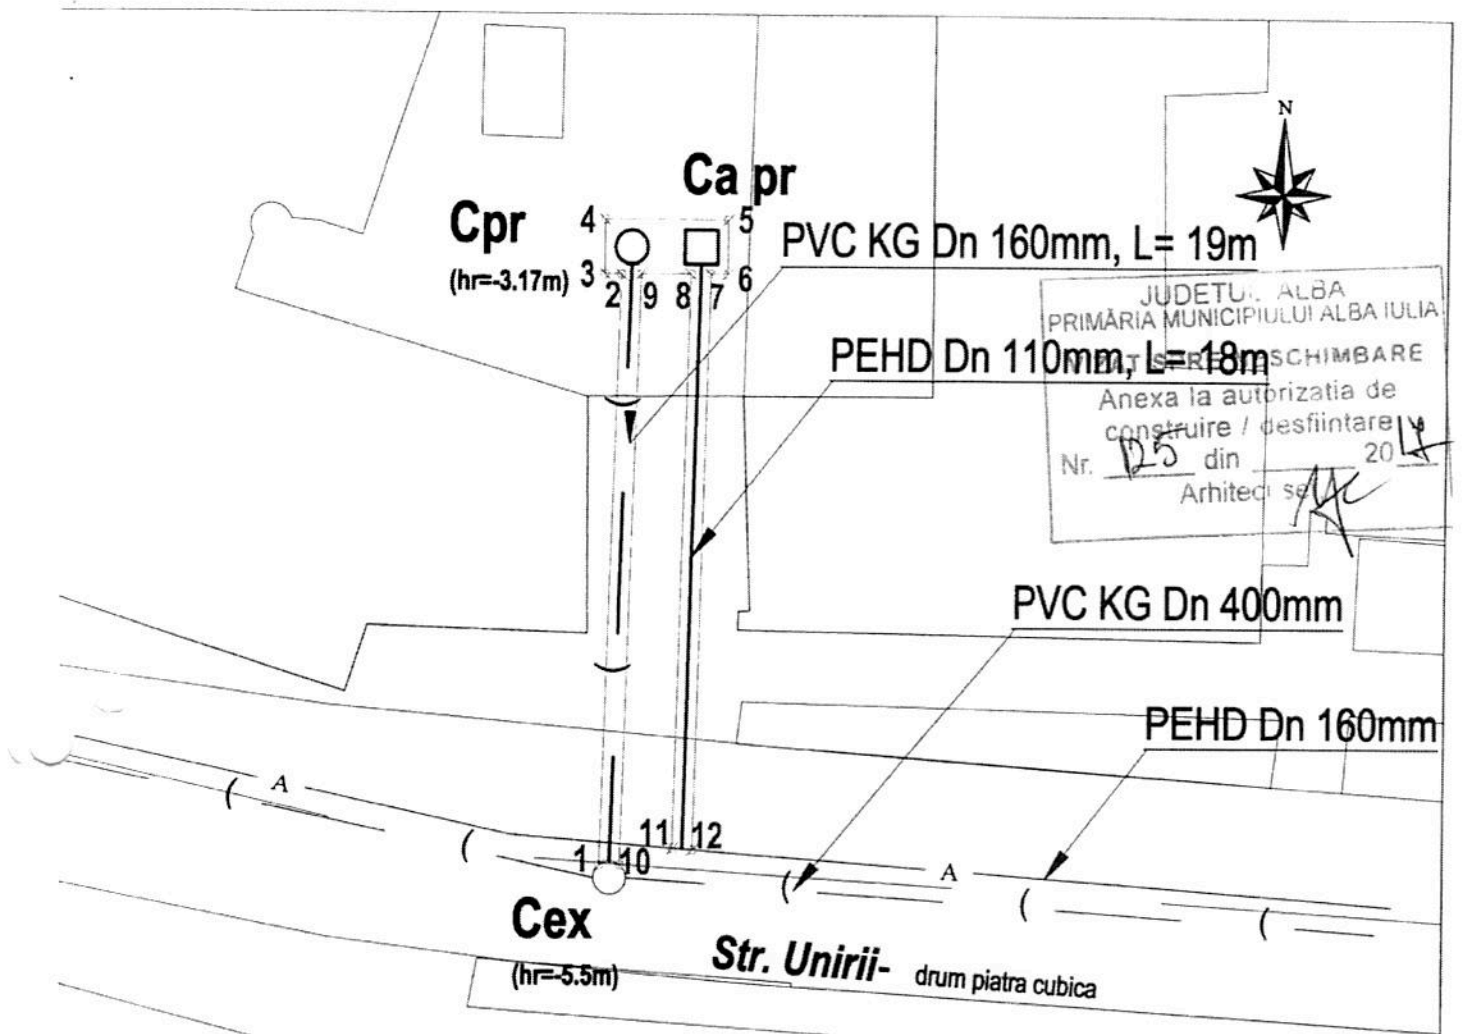 N
Ca pr
Cpr
(hr=-3.17m)
4
5
3
2
9
8
7
6
PVC KG Dn 160mm, L= 19m
JUDETUL ALBA
PRIMĂRIA MUNICIPIULUI ALBA IULIA
PEHD Dn 110mm, L= 18m
SPRE NESCHIMBARE
Anexa la autorizatia de
construire / desfiintare
Nr. 125 din 20
Arhitect
PVC KG Dn 400mm
PEHD Dn 160mm
A
11
12
1
10
A
Cex
(hr=-5.5m)
Str. Unirii- drum piatra cubica